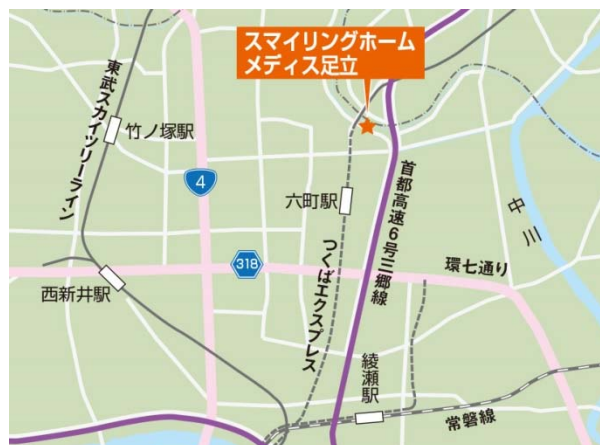 スマイリングホーム
メディス足立
東武スカイツリーライン
竹ノ塚駅
4
六町駅
首都高速6号三郷線
中川
318
環七通り
つくばエクスプレス
西新井駅
綾瀬駅
常磐線